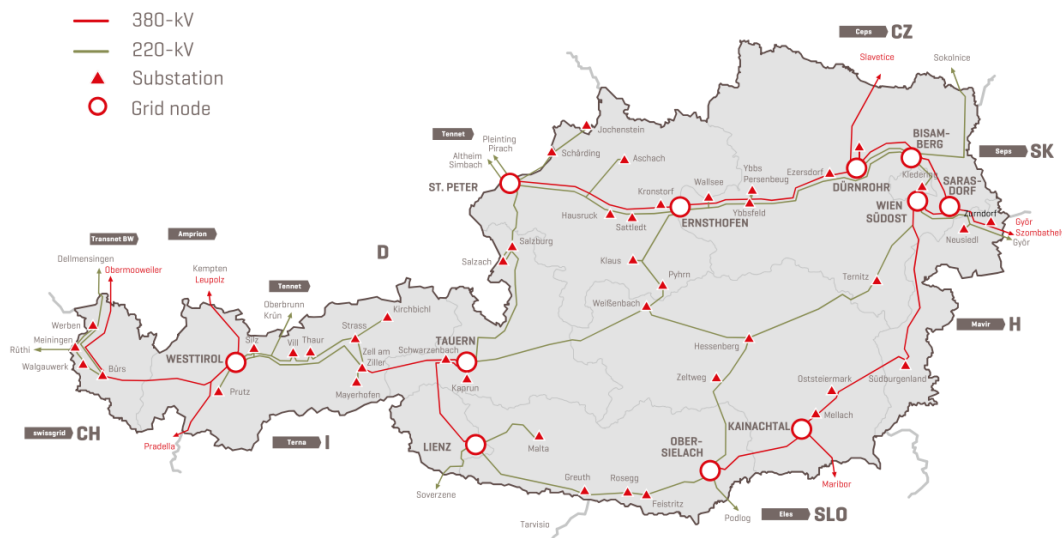 380-kV
220-kV
Substation
Grid node
Ceps CZ
Slavetice
Sokolnice
Tennet
Pleinting
Pirach
Altheim
Simbach
Jochenstein
Schärding
Aschach
ST. PETER
Ybbs
Persenbeug
Ezersdorf
BISAM-
BERG
Seps SK
DÜRNROHR
Kledering
SARAS-
DORF
WIEN
SÜDOST
Zurndorf
Györ
Szombathely
Györ
Neusiedl
Kronstorf
Wallsee
Hausruck
Sattledt
ERNSTHOFEN
Ybbsfeld
Salzburg
Salzach
Klaus
Pyhrn
Weißenbach
Ternitz
Transnet BW
Amprion
D
Dellmensingen
Obermooweiler
Kempten
Leupolz
Tennet
Oberbrunn
Krün
Kirchbichl
Werben
Meiningen
Rüthi
Walgauwerk
Bürs
WESTTIROL
Silz
Vill
Thaur
Strass
Zell am
Ziller
Mayerhofen
Prutz
TAUERN
Schwarzenbach
Kaprun
Hessenberg
Zeltweg
Mavir H
Oststeiermark
Südburgenland
Mellach
KAINACHTAL
swissgrid CH
Pradella
Terna I
LIENZ
Malta
OBER-
SIELACH
Maribor
Soverzene
Greuth
Rosegg
Feistritz
Tarvisio
Podlog
Eles SLO